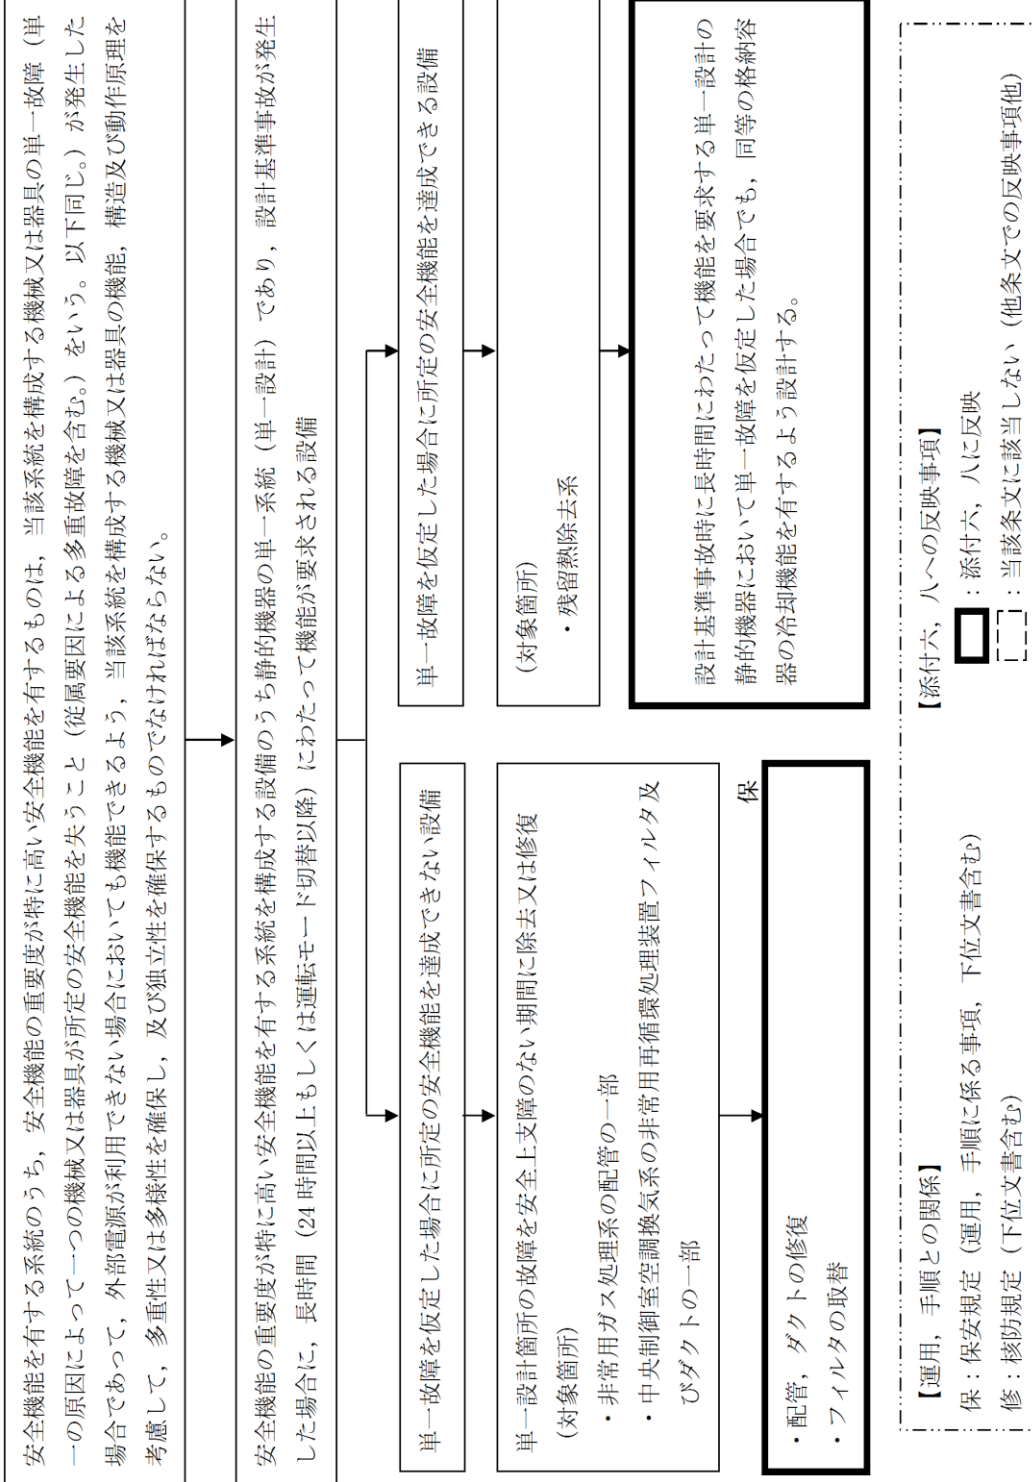 安全機能を有する系統のうち，安全機能の重要度が特に高い安全機能を有するものは，当該系統を構成する機械又は器具の単一故障（単
一の原因によって一つの機械又は器具が所定の安全機能を失うこと（従属要因による多重故障を含む。）をいう。以下同じ。）が発生した
場合であって，外部電源が利用できない場合においても機能できるよう，当該系統を構成する機械又は器具の機能，構造及び動作原理を
考慮して，多重性又は多様性を確保し，及び独立性を確保するものでなければならない。
安全機能の重要度が特に高い安全機能を有する系統を構成する設備のうち静的機器の単一系統（単一設計）であり，設計基準事故が発生
した場合に，長時間（24時間以上もしくは運転モード切替以降）にわたって機能が要求される設備
単一故障を仮定した場合に所定の安全機能を達成できない設備
単一設計箇所の故障を安全上支障のない期間に除去又は修復
(対象箇所)
・非常用ガス処理系の配管の一部
・中央制御室空調換気系の非常用再循環処理装置フィルタ及
びダクトの一部
保
・配管，ダクトの修復
・フィルタの取替
単一故障を仮定した場合に所定の安全機能を達成できる設備
(対象箇所)
・残留熱除去系
設計基準事故時に長時間にわたって機能を要求する単一設計の
静的機器において単一故障を仮定した場合でも，同等の格納容
器の冷却機能を有するよう設計する。
【運用，手順との関係】
保：保安規定（運用，手順に係る事項，下位文書含む）
修：核防規定（下位文書含む）
【添付六，八への反映事項】
：添付六，八に反映
：当該条文に該当しない（他条文での反映事項他）